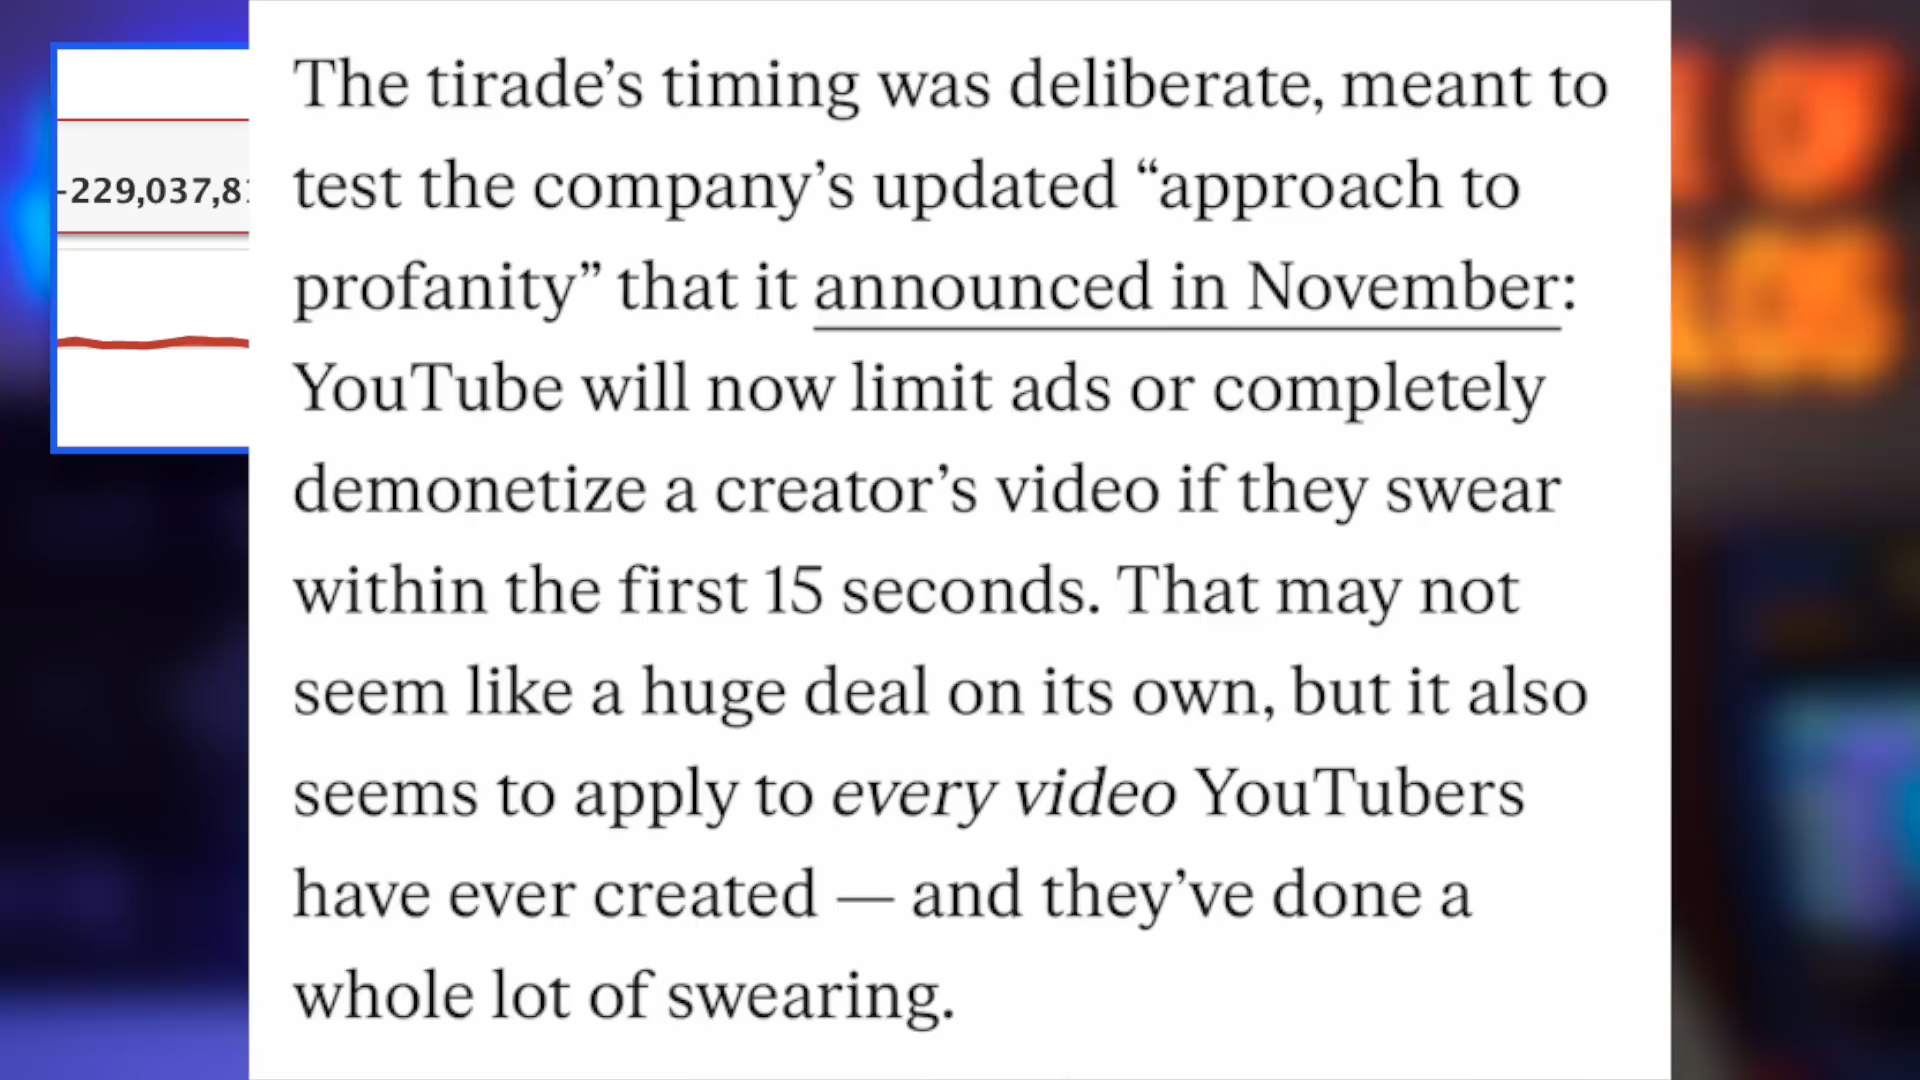 The tirade’s timing was deliberate, meant to
test the company’s updated “approach to
profanity” that it announced in November:
YouTube will now limit ads or completely
demonetize a creator’s video if they swear
within the first 15 seconds. That may not
seem like a huge deal on its own, but it also
seems to apply to every video YouTubers
have ever created — and they’ve done a
whole lot of swearing.
-229,037,8